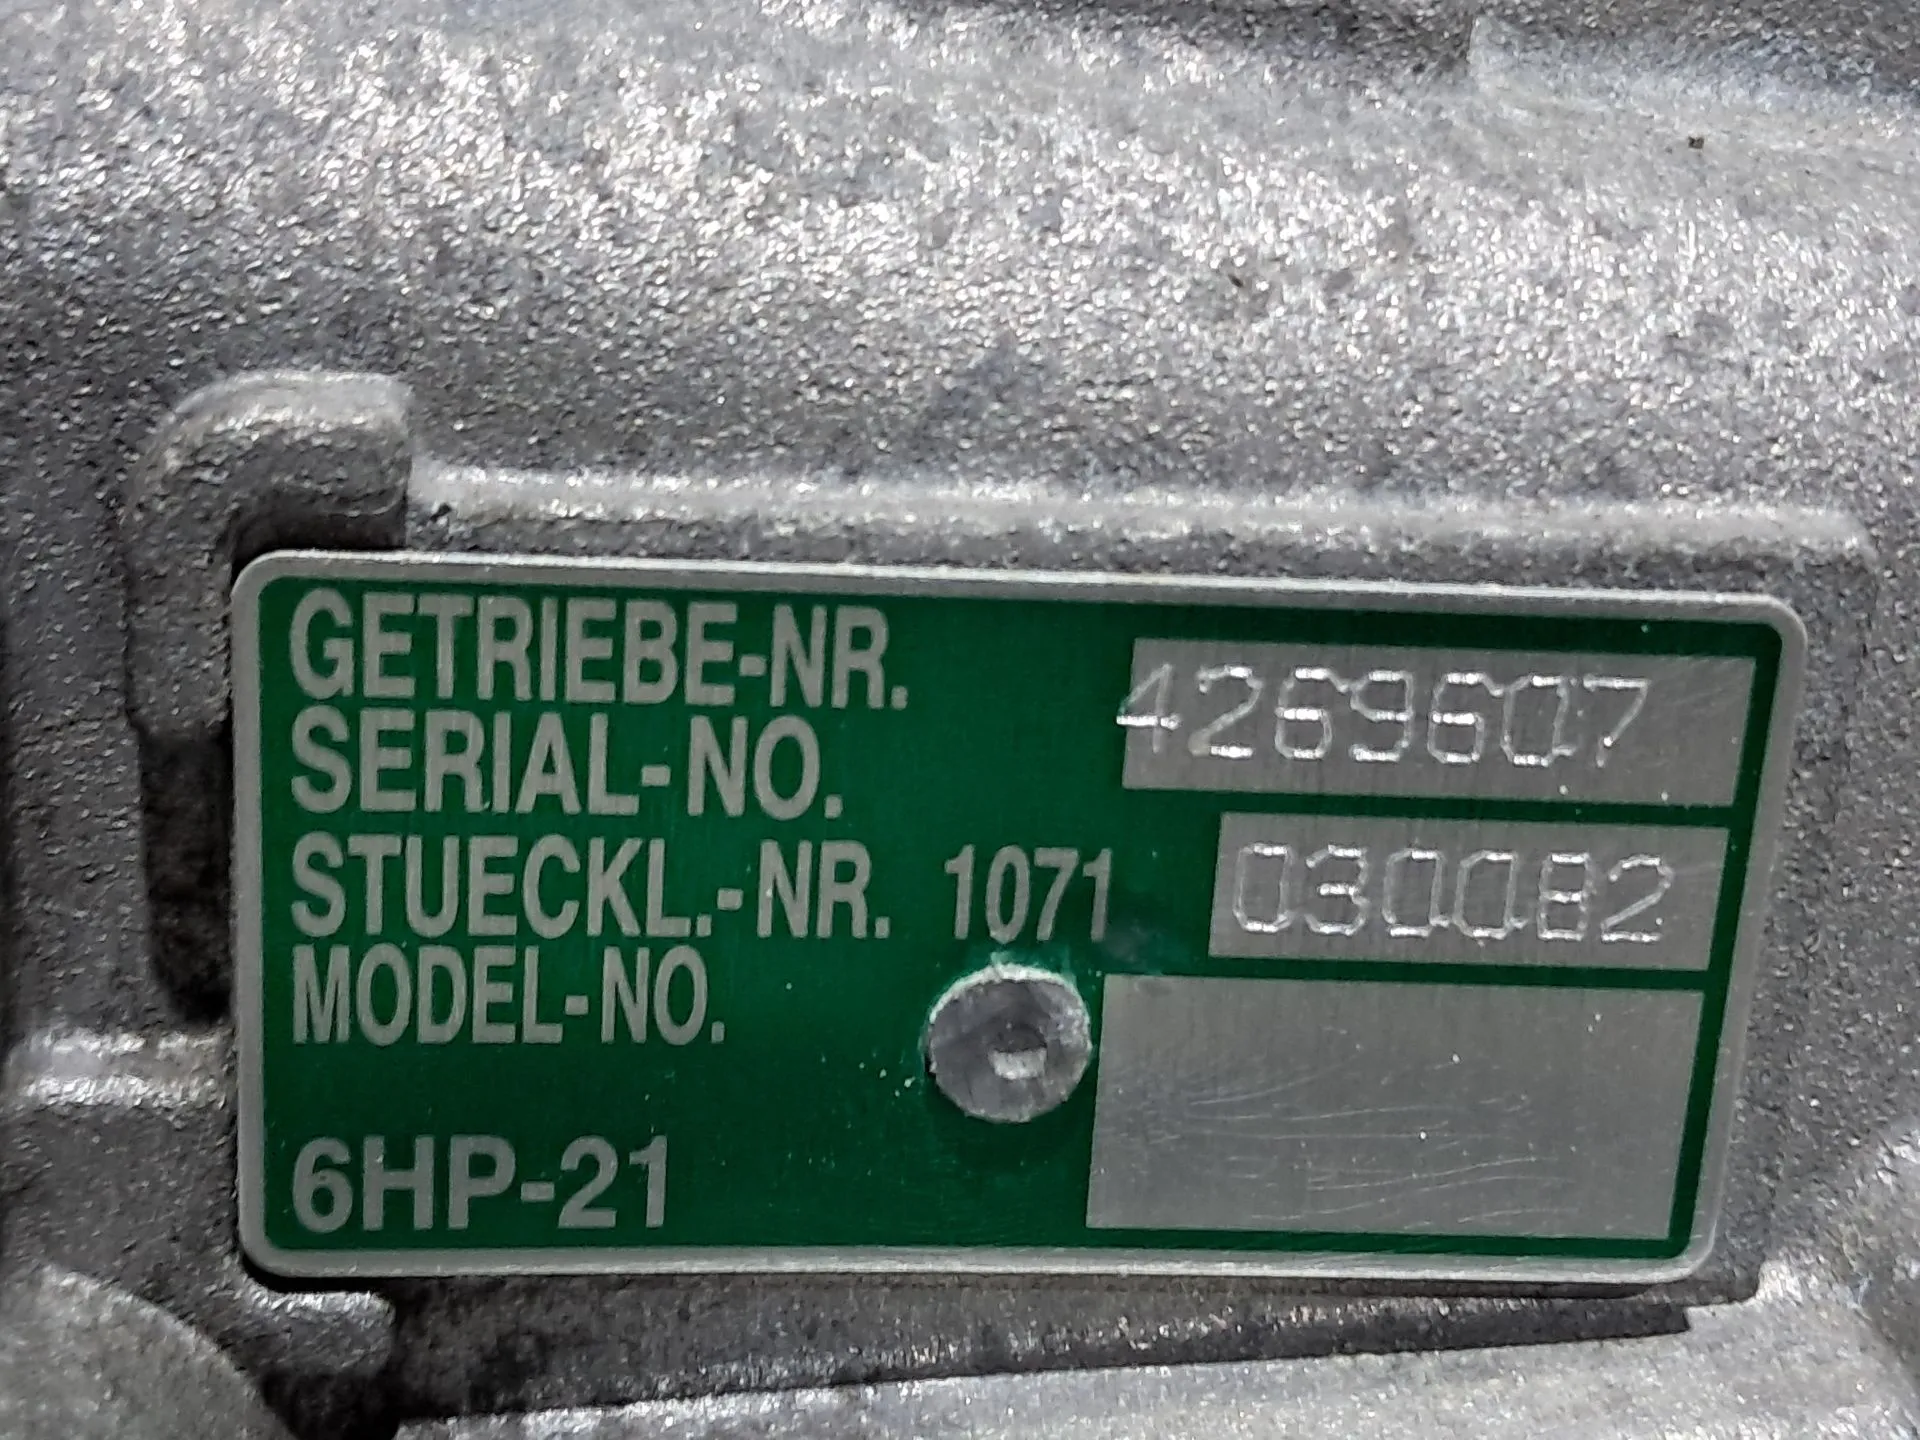 GETRIEBE-NR.
SERIAL-NO. 4269607
STUECKL.-NR. 1071 030082
MODEL-NO.
6HP-21